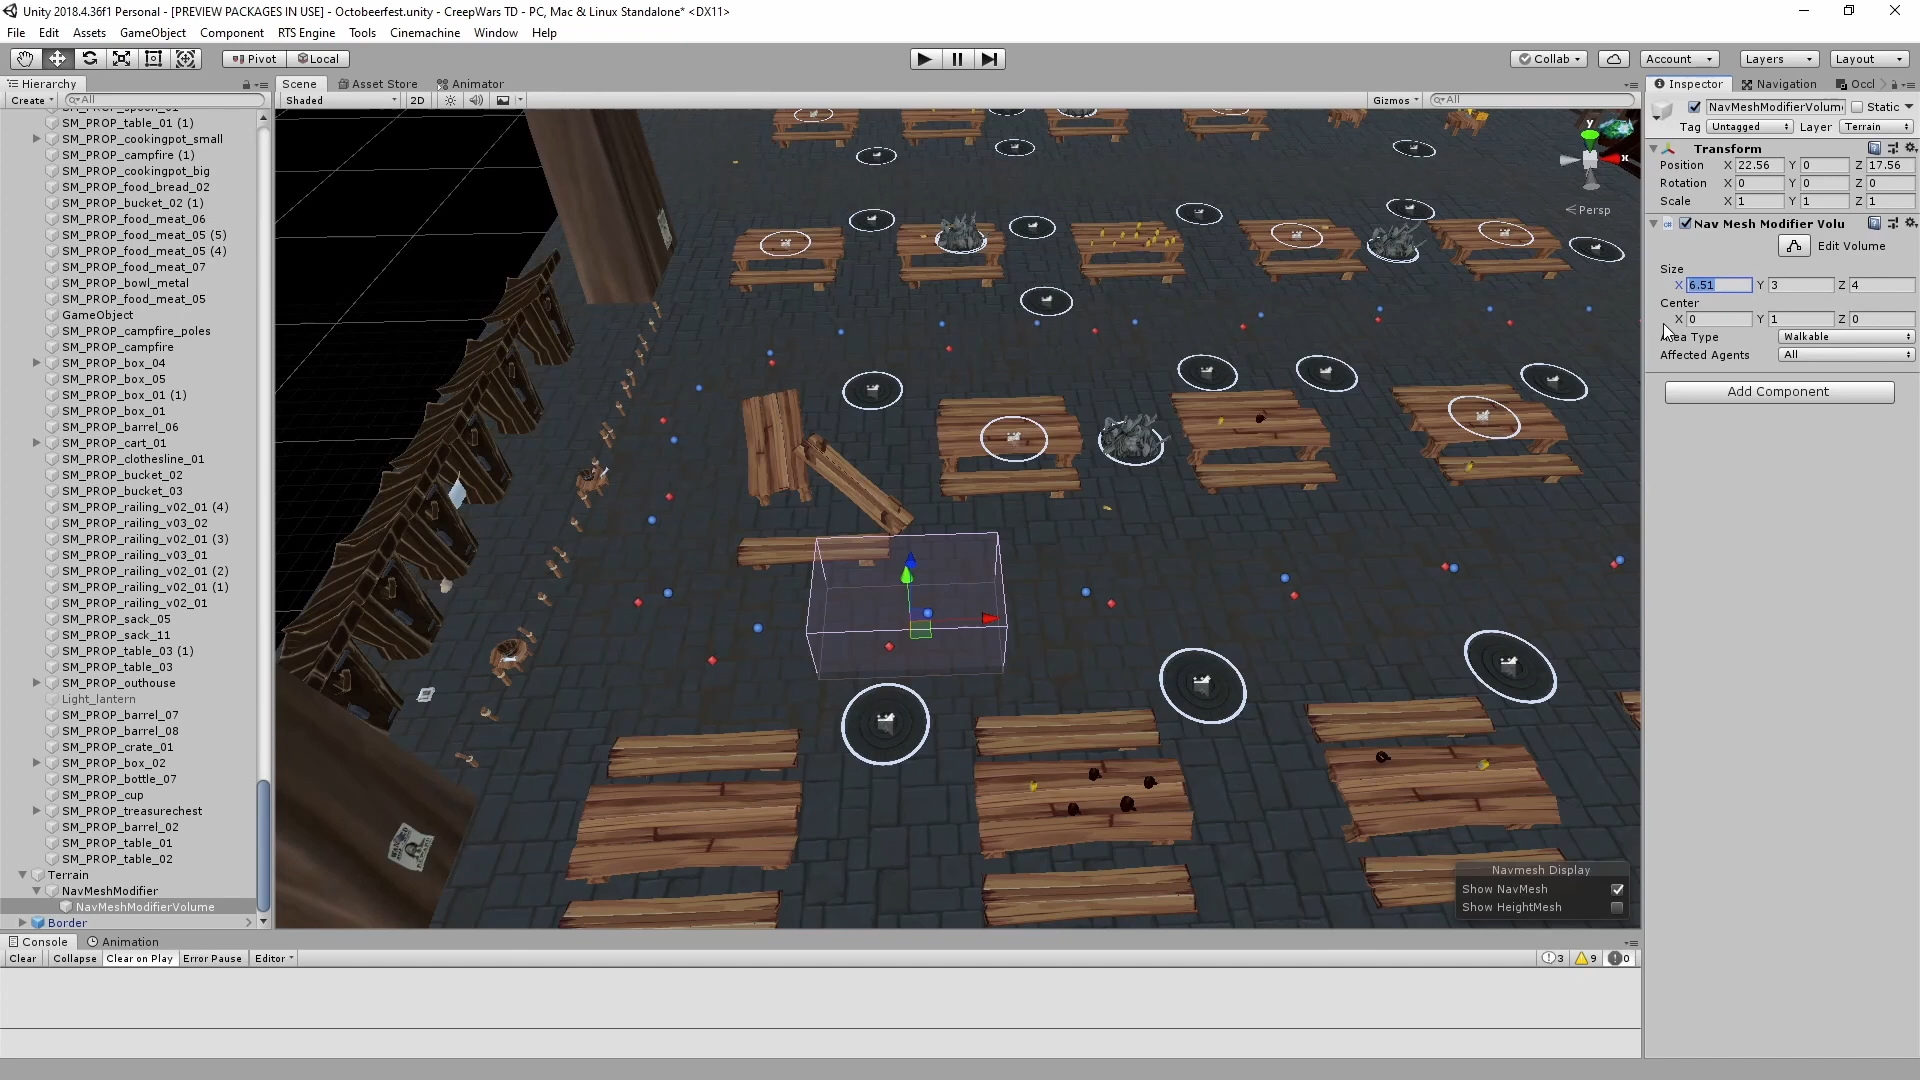 Unity 2018.4.36f1 Personal - [PREVIEW PACKAGES IN USE] - Octobeerfest.unity - CreepWars TD - PC, Mac & Linux Standalone* <DX11>
File Edit Assets GameObject Component RTS Engine Tools Cinemachine Window Help
Pivot Local Collab Account Layers Layout
Hierarchy
Create All
SM_PROP_spoon_01
SM_PROP_table_01 (1)
SM_PROP_cookingpot_small
SM_PROP_campfire (1)
SM_PROP_cookingpot_big
SM_PROP_food_bread_02
SM_PROP_bucket_02 (1)
SM_PROP_food_meat_06
SM_PROP_food_meat_05 (5)
SM_PROP_food_meat_05 (4)
SM_PROP_food_meat_07
SM_PROP_bowl_metal
SM_PROP_food_meat_05
GameObject
SM_PROP_campfire_poles
SM_PROP_campfire
SM_PROP_box_04
SM_PROP_box_05
SM_PROP_box_01 (1)
SM_PROP_box_01
SM_PROP_barrel_06
SM_PROP_cart_01
SM_PROP_clothesline_01
SM_PROP_bucket_02
SM_PROP_bucket_03
SM_PROP_railing_v02_01 (4)
SM_PROP_railing_v03_02
SM_PROP_railing_v02_01 (3)
SM_PROP_railing_v03_01
SM_PROP_railing_v02_01 (2)
SM_PROP_railing_v02_01 (1)
SM_PROP_railing_v02_01
SM_PROP_sack_05
SM_PROP_sack_11
SM_PROP_table_03 (1)
SM_PROP_table_03
SM_PROP_outhouse
Light_lantern
SM_PROP_barrel_07
SM_PROP_barrel_08
SM_PROP_crate_01
SM_PROP_box_02
SM_PROP_bottle_07
SM_PROP_cup
SM_PROP_treasurechest
SM_PROP_barrel_02
SM_PROP_table_01
SM_PROP_table_02
Terrain
NavMeshModifier
NavMeshModifierVolume
Border
Scene Asset Store Animator
Shaded 2D Gizmos All
y
x
Persp
Navmesh Display
Show NavMesh
Show HeightMesh
Inspector Navigation Occl
NavMeshModifierVolum Static
Tag Untagged Layer Terrain
Transform
Position X 22.56 Y 0 Z 17.56
Rotation X 0 Y 0 Z 0
Scale X 1 Y 1 Z 1
Nav Mesh Modifier Volu
Edit Volume
Size
X 6.51 Y 3 Z 4
Center
X 0 Y 1 Z 0
Area Type Walkable
Affected Agents All
Add Component
Console Animation
Clear Collapse Clear on Play Error Pause Editor 3 9 0